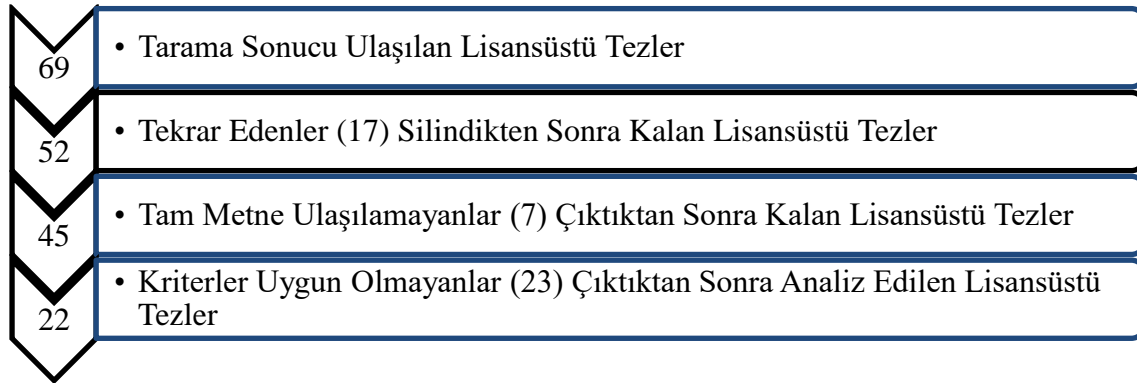 69
• Tarama Sonucu Ulaşılan Lisansüstü Tezler
52
• Tekrar Edenler (17) Silindikten Sonra Kalan Lisansüstü Tezler
45
• Tam Metne Ulaşılamayanlar (7) Çıktıktan Sonra Kalan Lisansüstü Tezler
22
• Kriterler Uygun Olmayanlar (23) Çıktıktan Sonra Analiz Edilen Lisansüstü
Tezler